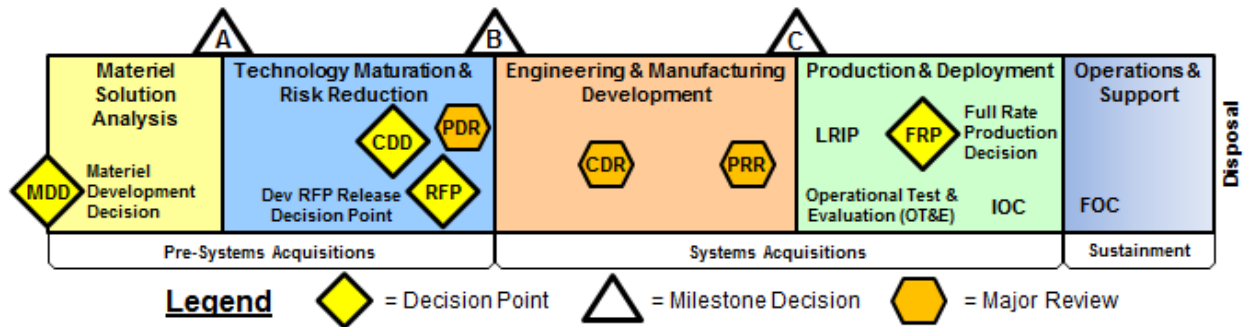 A
B
C
Materiel
Solution
Analysis
MDD
Materiel
Development
Decision
Technology Maturation &
Risk Reduction
CDD
PDR
Dev RFP Release
Decision Point
RFP
Engineering & Manufacturing
Development
CDR
PRR
Production & Deployment
LRIP
FRP
Full Rate
Production
Decision
Operational Test &
Evaluation (OT&E)
IOC
Operations &
Support
FOC
Disposal
Pre-Systems Acquisitions
Systems Acquisitions
Sustainment
Legend
= Decision Point
= Milestone Decision
= Major Review